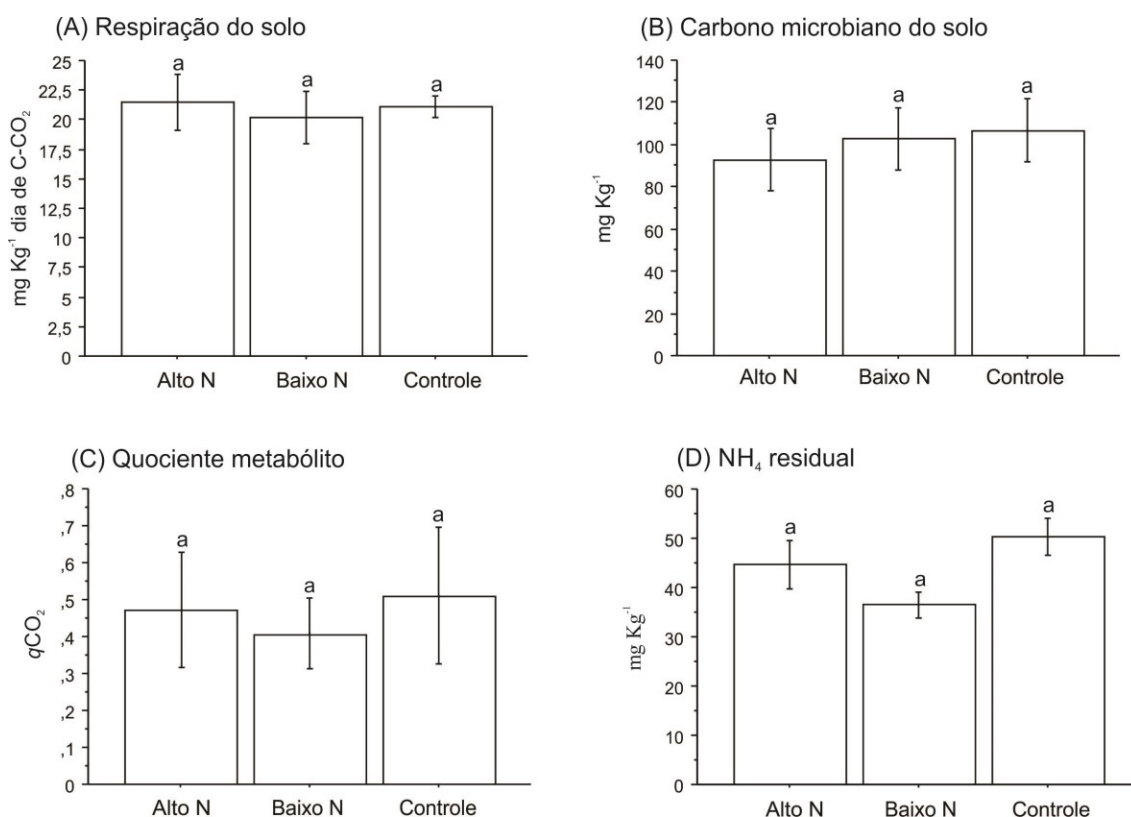 (A) Respiração do solo
mg Kg⁻¹ dia de C-CO₂
25
22,5
20
17,5
15
12,5
10
7,5
5
2,5
0
a
a
a
Alto N
Baixo N
Controle
(B) Carbono microbiano do solo
mg Kg⁻¹
140
120
100
80
60
40
20
0
a
a
a
Alto N
Baixo N
Controle
(C) Quociente metabólito
qCO₂
,8
,7
,6
,5
,4
,3
,2
,1
0
a
a
a
Alto N
Baixo N
Controle
(D) NH₄ residual
mg Kg⁻¹
60
50
40
30
20
10
0
a
a
a
Alto N
Baixo N
Controle